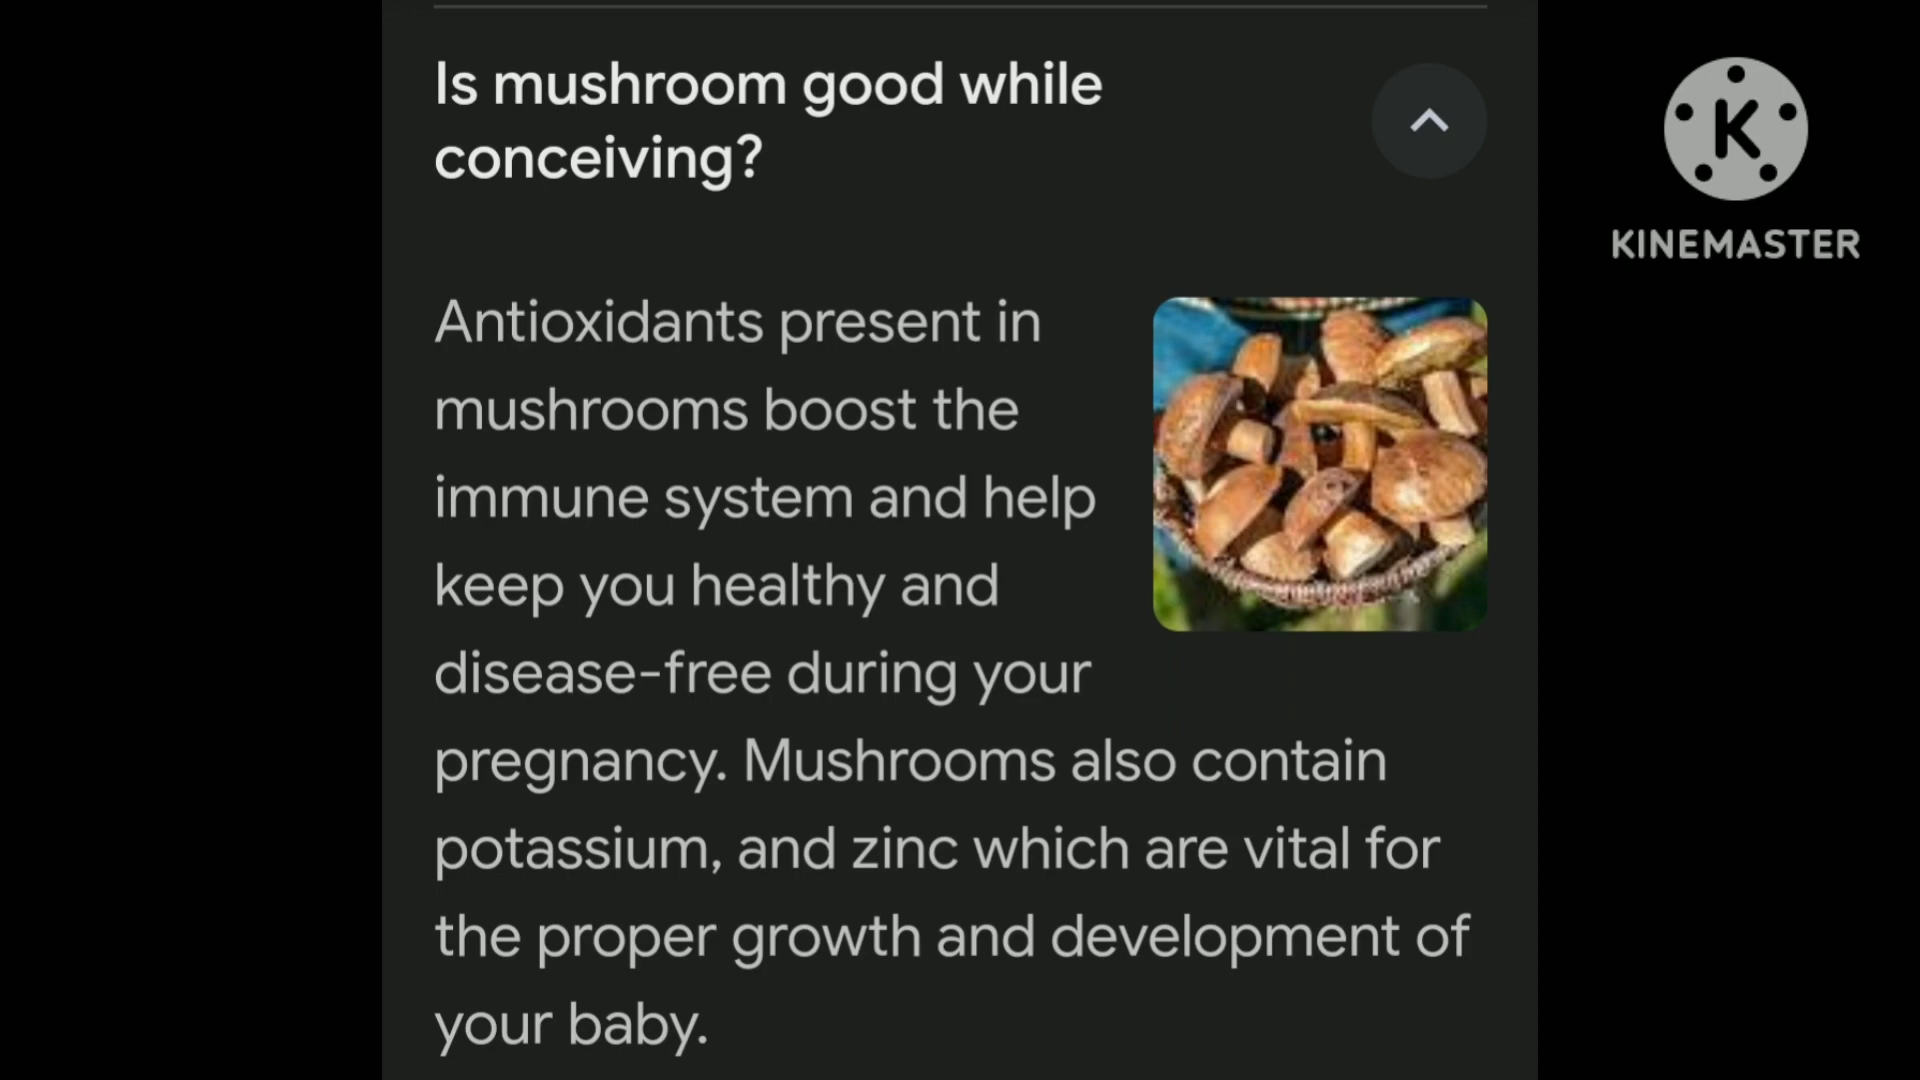 Is mushroom good while
conceiving?
Antioxidants present in
mushrooms boost the
immune system and help
keep you healthy and
disease-free during your
pregnancy. Mushrooms also contain
potassium, and zinc which are vital for
the proper growth and development of
your baby.
K
KINEMASTER